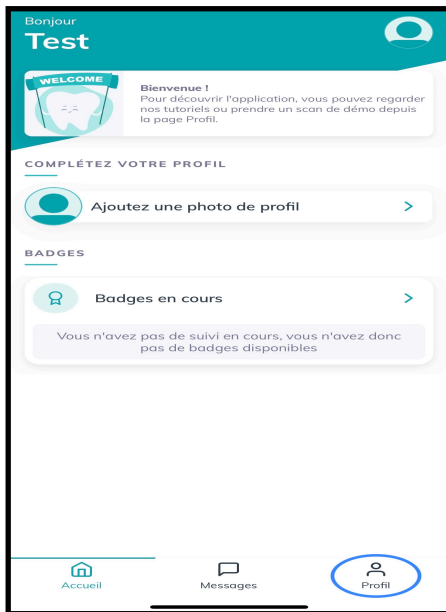 Bonjour
Test
WELCOME
Bienvenue !
Pour découvrir l'application, vous pouvez regarder
nos tutoriels ou prendre un scan de démo depuis
la page Profil.
COMPLÉTEZ VOTRE PROFIL
Ajoutez une photo de profil
BADGES
Badges en cours
Vous n'avez pas de suivi en cours, vous n'avez donc
pas de badges disponibles
Accueil
Messages
Profil